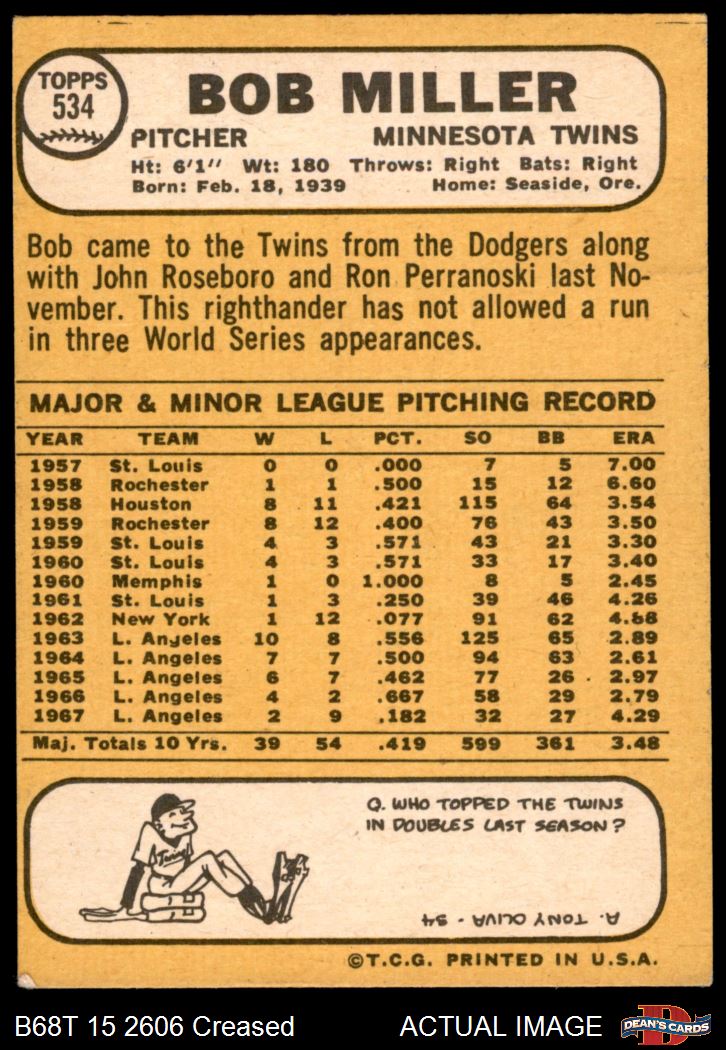 TOPPS
534
BOB MILLER
PITCHER MINNESOTA TWINS
Ht: 6'1" Wt: 180 Throws: Right Bats: Right
Born: Feb. 18, 1939 Home: Seaside, Ore.
Bob came to the Twins from the Dodgers along
with John Roseboro and Ron Perranoski last No-
vember. This righthander has not allowed a run
in three World Series appearances.
MAJOR & MINOR LEAGUE PITCHING RECORD
YEAR TEAM W L PCT. SO BB ERA
1957 St. Louis 0 0 .000 7 5 7.00
1958 Rochester 1 1 .500 15 12 6.60
1958 Houston 8 11 .421 115 64 3.54
1959 Rochester 8 12 .400 76 43 3.50
1959 St. Louis 4 3 .571 43 21 3.30
1960 St. Louis 4 3 .571 33 17 3.40
1960 Memphis 1 0 1.000 8 5 2.45
1961 St. Louis 1 3 .250 39 46 4.26
1962 New York 1 12 .077 91 62 4.88
1963 L. Angeles 10 8 .556 125 65 2.89
1964 L. Angeles 7 7 .500 94 63 2.61
1965 L. Angeles 6 7 .462 77 26 2.97
1966 L. Angeles 4 2 .667 58 29 2.79
1967 L. Angeles 2 9 .182 32 27 4.29
Maj. Totals 10 Yrs. 39 54 .419 599 361 3.48
Q. WHO TOPPED THE TWINS
IN DOUBLES LAST SEASON?
Twins
A. TONY OLIVA - 34
©T.C.G. PRINTED IN U.S.A.
B68T 15 2606 Creased ACTUAL IMAGE
D
DEAN'S CARDS